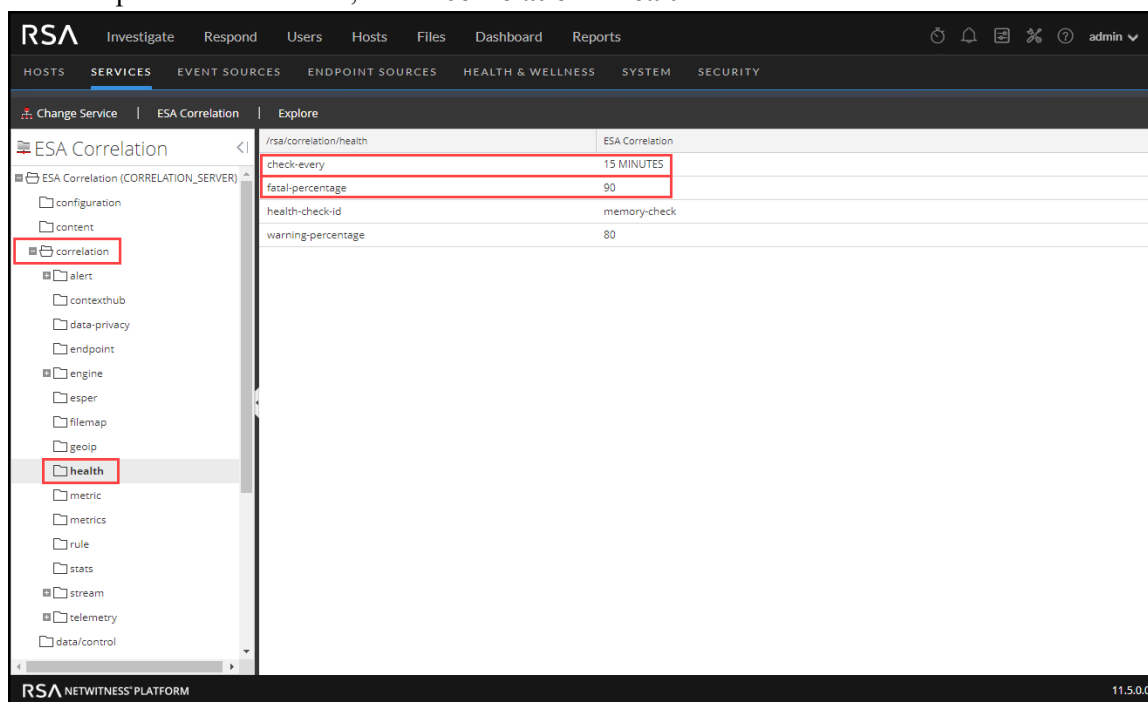 RSA Investigate Respond Users Hosts Files Dashboard Reports admin
HOSTS SERVICES EVENT SOURCES ENDPOINT SOURCES HEALTH & WELLNESS SYSTEM SECURITY
Change Service | ESA Correlation | Explore
ESA Correlation
ESA Correlation (CORRELATION_SERVER)
configuration
content
correlation
alert
contexthub
data-privacy
endpoint
engine
esper
filemap
geoip
health
metric
metrics
rule
stats
stream
telemetry
data/control
/rsa/correlation/health ESA Correlation
check-every 15 MINUTES
fatal-percentage 90
health-check-id memory-check
warning-percentage 80
RSA NETWITNESS® PLATFORM 11.5.0.0